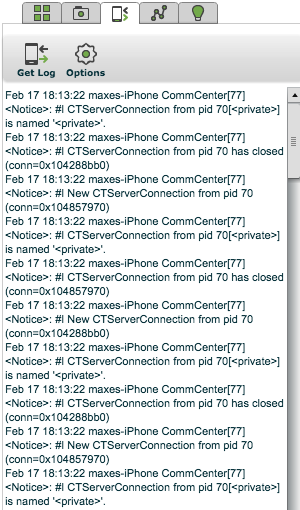 Get Log Options
Feb 17 18:13:22 maxes-iPhone CommCenter[77]
<Notice>: #I CTServerConnection from pid 70[<private>]
is named '<private>'.
Feb 17 18:13:22 maxes-iPhone CommCenter[77]
<Notice>: #I CTServerConnection from pid 70 has closed
(conn=0x104288bb0)
Feb 17 18:13:22 maxes-iPhone CommCenter[77]
<Notice>: #I New CTServerConnection from pid 70
(conn=0x104857970)
Feb 17 18:13:22 maxes-iPhone CommCenter[77]
<Notice>: #I CTServerConnection from pid 70[<private>]
is named '<private>'.
Feb 17 18:13:22 maxes-iPhone CommCenter[77]
<Notice>: #I CTServerConnection from pid 70 has closed
(conn=0x104857970)
Feb 17 18:13:22 maxes-iPhone CommCenter[77]
<Notice>: #I New CTServerConnection from pid 70
(conn=0x104288bb0)
Feb 17 18:13:22 maxes-iPhone CommCenter[77]
<Notice>: #I CTServerConnection from pid 70[<private>]
is named '<private>'.
Feb 17 18:13:22 maxes-iPhone CommCenter[77]
<Notice>: #I CTServerConnection from pid 70 has closed
(conn=0x104288bb0)
Feb 17 18:13:22 maxes-iPhone CommCenter[77]
<Notice>: #I New CTServerConnection from pid 70
(conn=0x104857970)
Feb 17 18:13:22 maxes-iPhone CommCenter[77]
<Notice>: #I CTServerConnection from pid 70[<private>]
is named '<private>'.